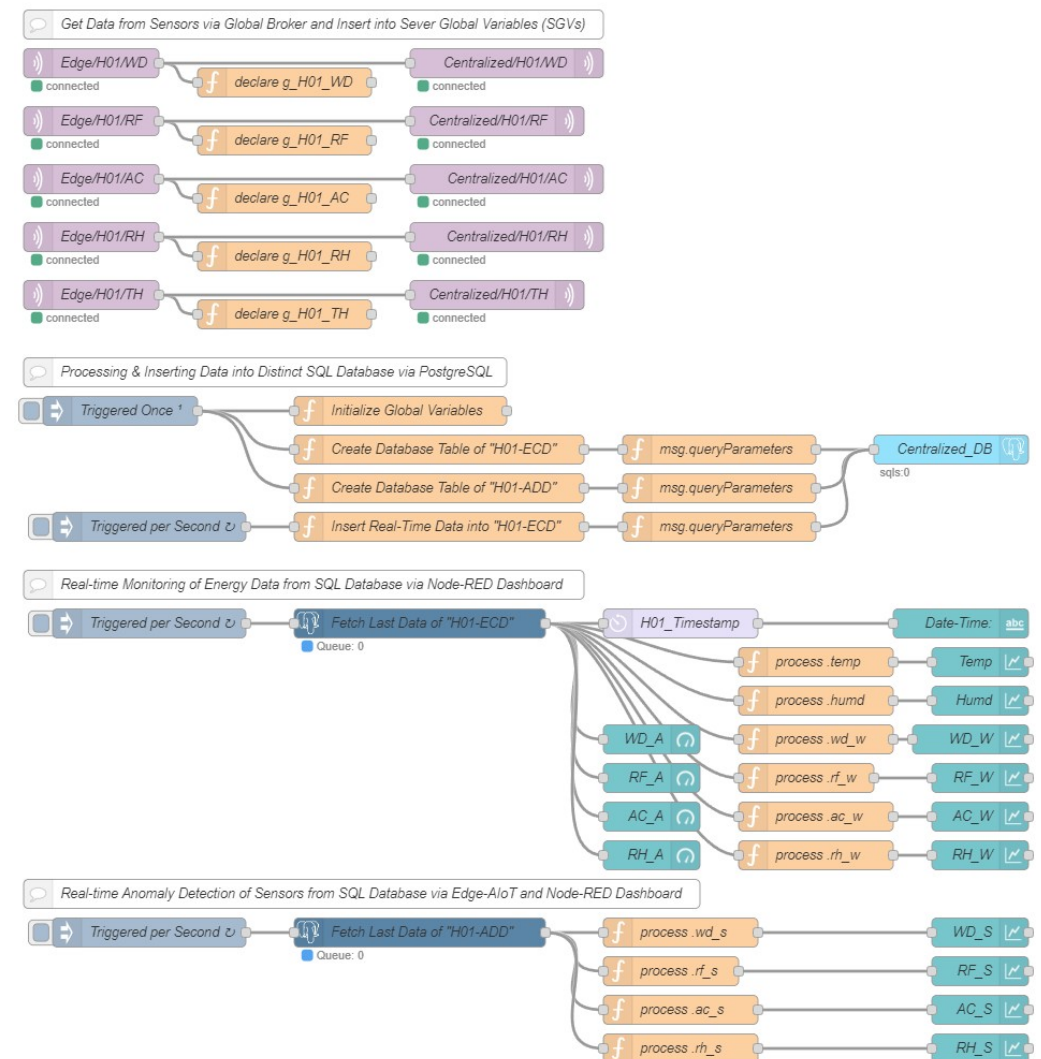 Get Data from Sensors via Global Broker and Insert into Sever Global Variables (SGVs)
Edge/H01/WD
declare g_H01_WD
Centralized/H01/WD
connected
connected
Edge/H01/RF
declare g_H01_RF
Centralized/H01/RF
connected
connected
Edge/H01/AC
declare g_H01_AC
Centralized/H01/AC
connected
connected
Edge/H01/RH
declare g_H01_RH
Centralized/H01/RH
connected
connected
Edge/H01/TH
declare g_H01_TH
Centralized/H01/TH
connected
connected
Processing & Inserting Data into Distinct SQL Database via PostgreSQL
Triggered Once ¹
Initialize Global Variables
Create Database Table of "H01-ECD"
msg.queryParameters
Centralized_DB
sqls:0
Create Database Table of "H01-ADD"
msg.queryParameters
Triggered per Second ↻
Insert Real-Time Data into "H01-ECD"
msg.queryParameters
Real-time Monitoring of Energy Data from SQL Database via Node-RED Dashboard
Triggered per Second ↻
Fetch Last Data of "H01-ECD"
Queue: 0
H01_Timestamp
Date-Time:
abc
process .temp
Temp
process .humd
Humd
WD_A
process .wd_w
WD_W
RF_A
process .rf_w
RF_W
AC_A
process .ac_w
AC_W
RH_A
process .rh_w
RH_W
Real-time Anomaly Detection of Sensors from SQL Database via Edge-AIoT and Node-RED Dashboard
Triggered per Second ↻
Fetch Last Data of "H01-ADD"
Queue: 0
process .wd_s
WD_S
process .rf_s
RF_S
process .ac_s
AC_S
process .rh_s
RH_S